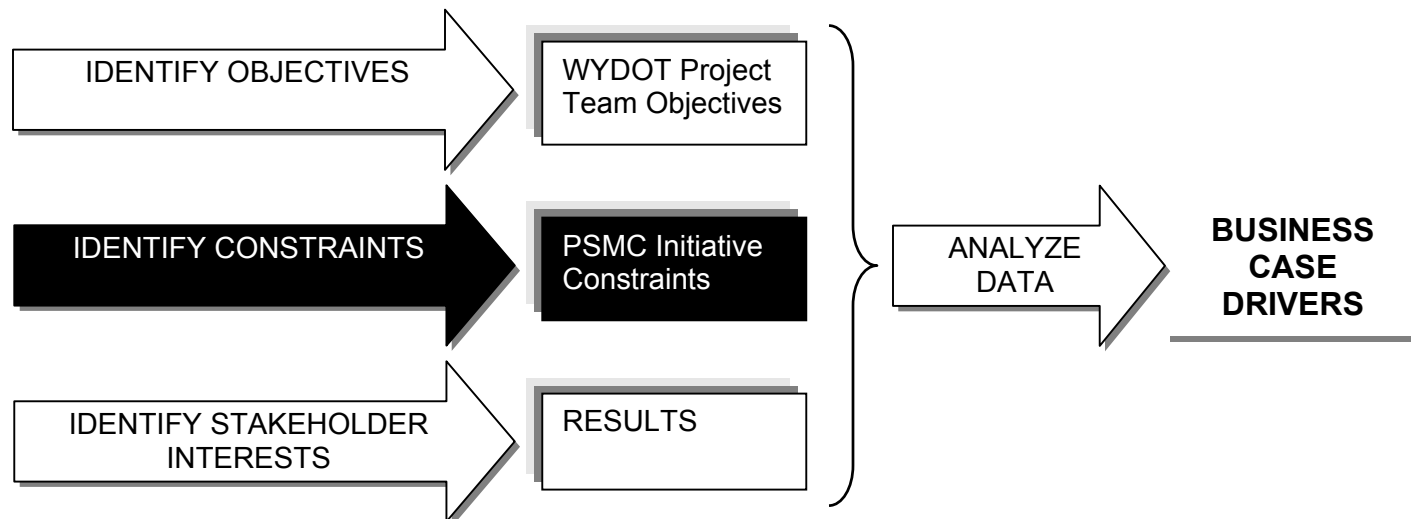 IDENTIFY OBJECTIVES
WYDOT Project
Team Objectives
IDENTIFY CONSTRAINTS
PSMC Initiative
Constraints
ANALYZE
DATA
BUSINESS
CASE
DRIVERS
IDENTIFY STAKEHOLDER
INTERESTS
RESULTS